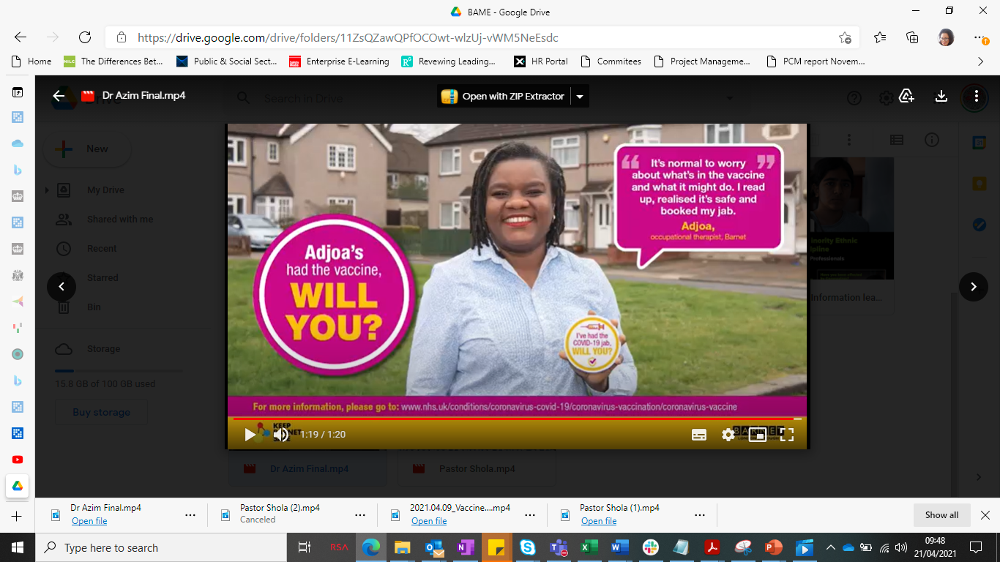 BAME - Google Drive
https://drive.google.com/drive/folders/11ZsQZawQPfOCOwt-wlzUj-vWM5NeEsdc
Home
The Differences Bet...
Public & Social Sect...
Enterprise E-Learning
Revewing Leading...
HR Portal
Commitees
Project Manageme...
PCM report Novem...
Dr Azim Final.mp4
Search in Drive
Open with ZIP Extractor
New
My Drive
Shared with me
Recent
Starred
Bin
Storage
15.8 GB of 100 GB used
Buy storage
Adjoa's
had the vaccine,
WILL
YOU?
It's normal to worry
about what's in the vaccine
and what it might do. I read
up, realised it's safe and
booked my jab.
Adjoa,
occupational therapist, Barnet
I've had the
COVID-19 jab,
WILL YOU?
For more information, please go to: www.nhs.uk/conditions/coronavirus-covid-19/coronavirus-vaccination/coronavirus-vaccine
KEEP
1:19 / 1:20
inority Ethnic
ipline
Professionals
Information lea...
Dr Azim Final.mp4
Pastor Shola.mp4
Dr Azim Final.mp4
Open file
Pastor Shola (2).mp4
Canceled
2021.04.09_Vaccine....mp4
Open file
Pastor Shola (1).mp4
Open file
Show all
Type here to search
RSA
09:48
21/04/2021